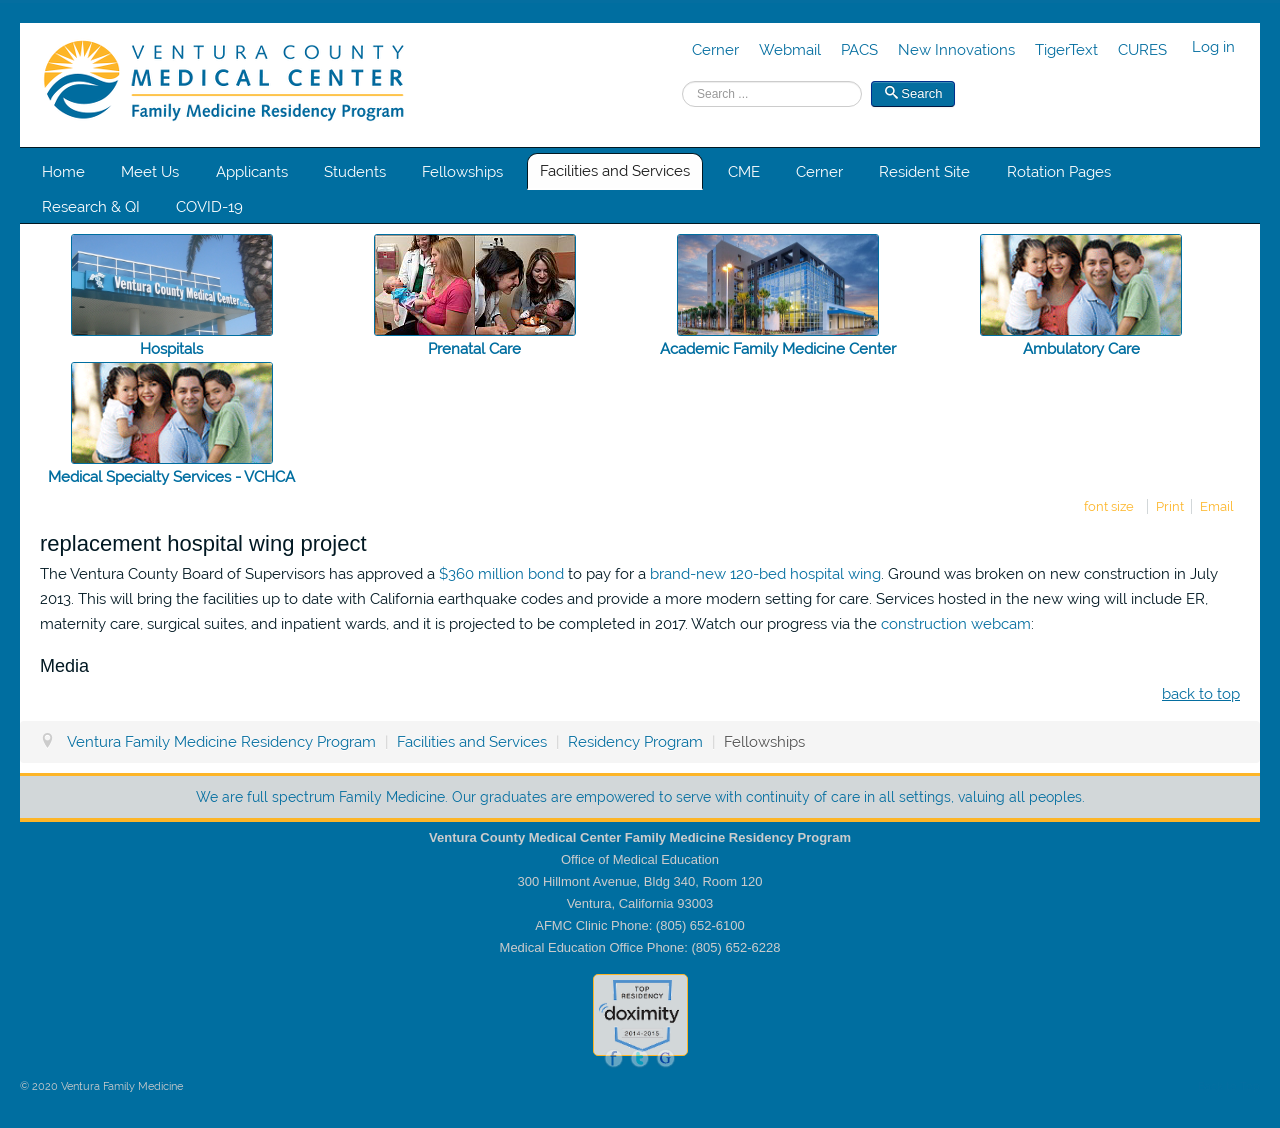 VENTURA COUNTY
MEDICAL CENTER
Family Medicine Residency Program
Cerner Webmail PACS New Innovations TigerText CURES Log in
Search ... Search
Home Meet Us Applicants Students Fellowships Facilities and Services CME Cerner Resident Site Rotation Pages
Research & QI COVID-19
Ventura County Medical Center
Hospitals Prenatal Care Academic Family Medicine Center Ambulatory Care
Medical Specialty Services - VCHCA
font size Print Email
replacement hospital wing project
The Ventura County Board of Supervisors has approved a $360 million bond to pay for a brand-new 120-bed hospital wing. Ground was broken on new construction in July
2013. This will bring the facilities up to date with California earthquake codes and provide a more modern setting for care. Services hosted in the new wing will include ER,
maternity care, surgical suites, and inpatient wards, and it is projected to be completed in 2017. Watch our progress via the construction webcam:
Media
back to top
Ventura Family Medicine Residency Program | Facilities and Services | Residency Program | Fellowships
We are full spectrum Family Medicine. Our graduates are empowered to serve with continuity of care in all settings, valuing all peoples.
Ventura County Medical Center Family Medicine Residency Program
Office of Medical Education
300 Hillmont Avenue, Bldg 340, Room 120
Ventura, California 93003
AFMC Clinic Phone: (805) 652-6100
Medical Education Office Phone: (805) 652-6228
TOP
RESIDENCY
doximity
2014-2015
f t G
© 2020 Ventura Family Medicine